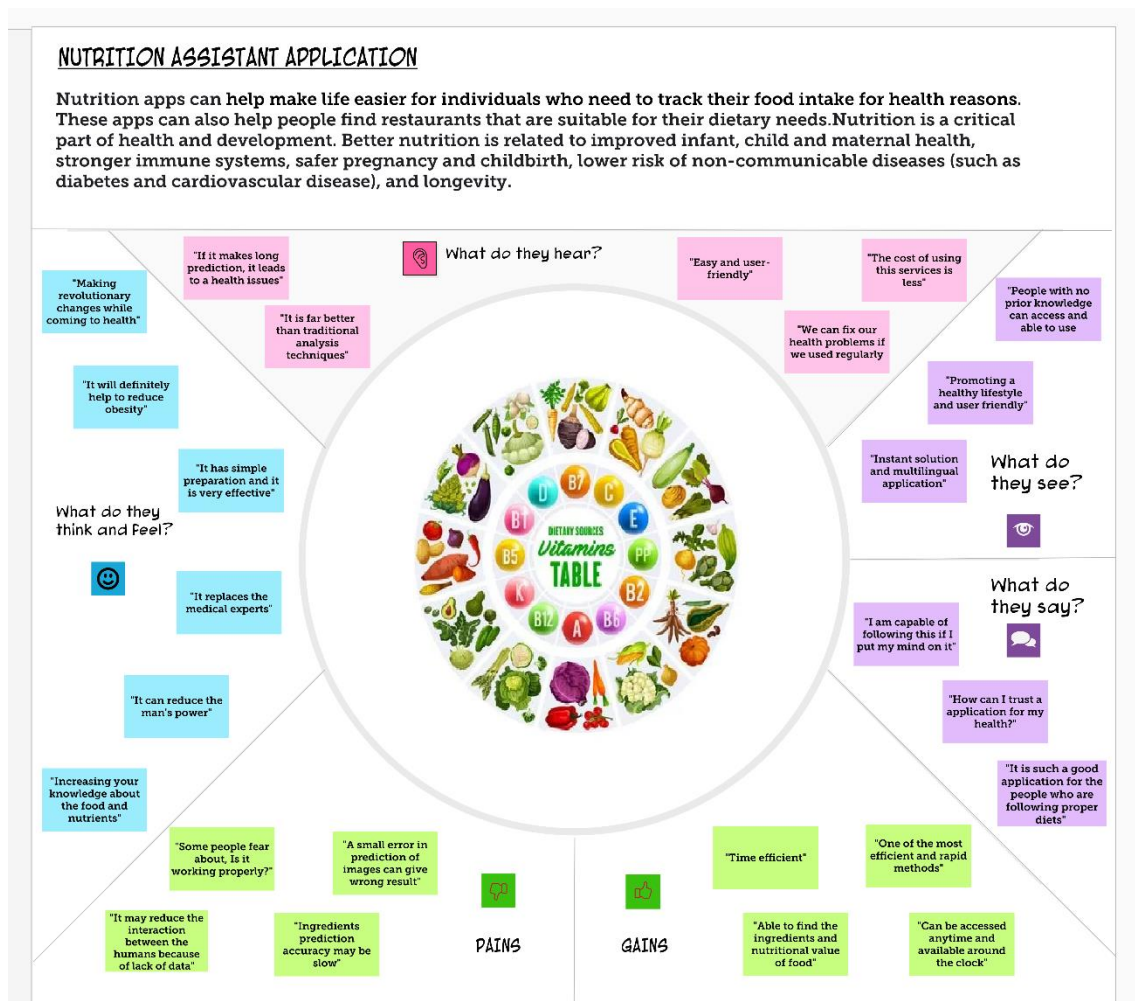 NUTRITION ASSISTANT APPLICATION
Nutrition apps can help make life easier for individuals who need to track their food intake for health reasons.
These apps can also help people find restaurants that are suitable for their dietary needs.Nutrition is a critical
part of health and development. Better nutrition is related to improved infant, child and maternal health,
stronger immune systems, safer pregnancy and childbirth, lower risk of non-communicable diseases (such as
diabetes and cardiovascular disease), and longevity.
What do they hear?
"If it makes long
prediction, it leads
to a health issues"
"It is far better
than traditional
analysis
techniques"
"Easy and user-
friendly"
"The cost of using
this services is
less"
"We can fix our
health problems if
we used regularly
What do they
think and feel?
"Making
revolutionary
changes while
coming to health"
"It will definitely
help to reduce
obesity"
"It has simple
preparation and it
is very effective"
"It replaces the
medical experts"
"It can reduce the
man's power"
"Increasing your
knowledge about
the food and
nutrients"
DIETARY SOURCES
Vitamins
TABLE
B7
C
E
PP
B2
B6
A
B12
K
B5
B1
D
What do
they see?
"People with no
prior knowledge
can access and
able to use
"Promoting a
healthy lifestyle
and user friendly"
"Instant solution
and multilingual
application"
What do
they say?
"I am capable of
following this if I
put my mind on it"
"How can I trust a
application for my
health?"
"It is such a good
application for the
people who are
following proper
diets"
PAINS
"Some people fear
about, Is it
working properly?"
"A small error in
prediction of
images can give
wrong result"
"It may reduce the
interaction
between the
humans because
of lack of data"
"Ingredients
prediction
accuracy may be
slow"
GAINS
"Time efficient"
"One of the most
efficient and rapid
methods"
"Able to find the
ingredients and
nutritional value
of food"
"Can be accessed
anytime and
available around
the clock"